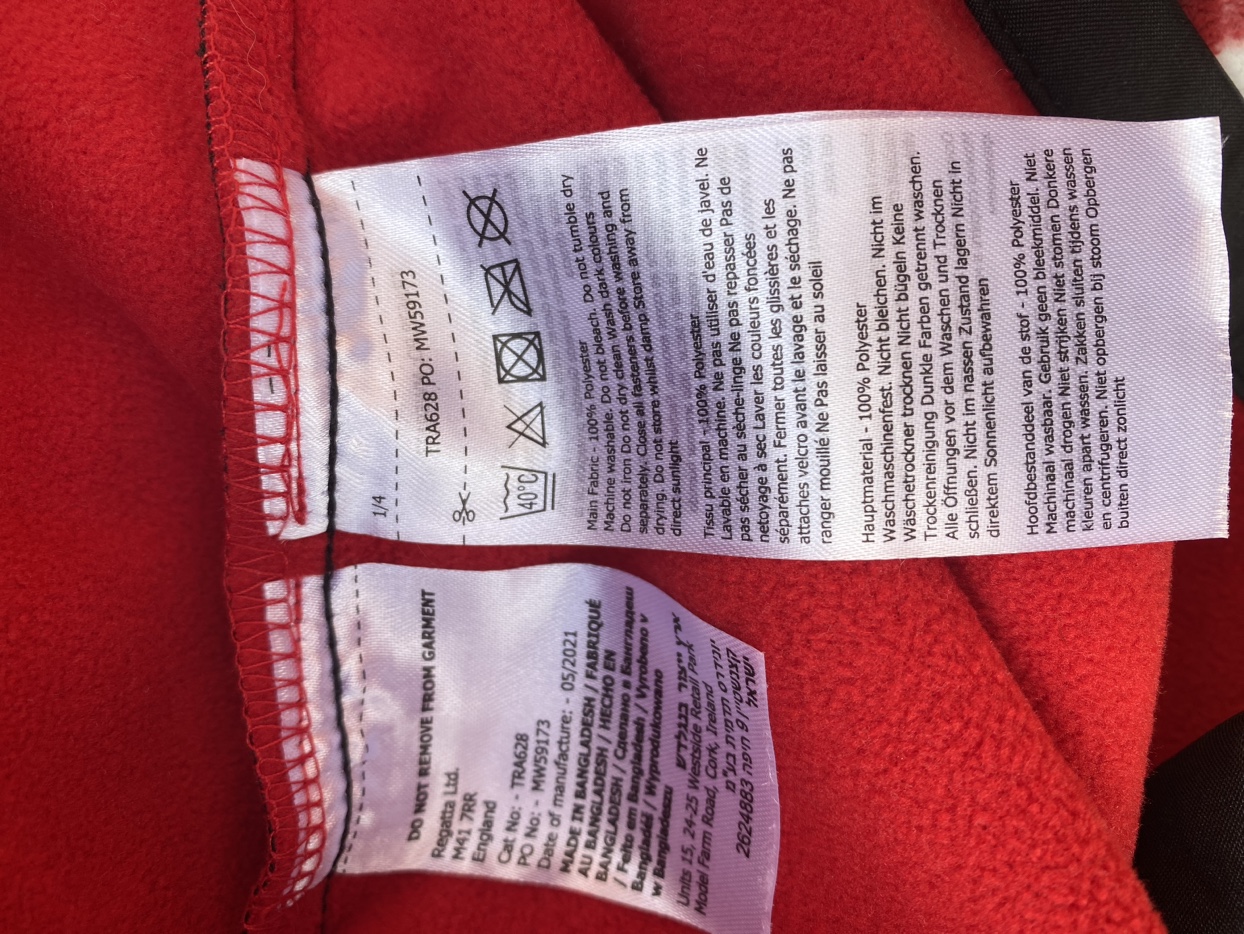 1/4
TRA628 PO: MW59173
40°C
Main Fabric - 100% Polyester
Machine washable. Do not bleach. Do not tumble dry
Do not iron Do not dry clean Wash dark colours
separately. Close all fasteners before washing and
drying. Do not store whilst damp Store away from
direct sunlight
Tissu principal -100% Polyester
Lavable en machine. Ne pas utiliser d'eau de javel. Ne
pas sécher au sèche-linge Ne pas repasser Pas de
netoyage à sec Laver les couleurs foncées
séparément. Fermer toutes les glissières et les
attaches velcro avant le lavage et le séchage. Ne pas
ranger mouillé Ne Pas laisser au soleil
Hauptmaterial - 100% Polyester
Waschmaschinenfest. Nicht bleichen. Nicht im
Wäschetrockner trocknen Nicht bügeln Keine
Trockenreinigung Dunkle Farben getrennt waschen.
Alle Öffnungen vor dem Waschen und Trocknen
schließen. Nicht im nassen Zustand lagern Nicht in
direktem Sonnenlicht aufbewahren
Hoofdbestanddeel van de stof - 100% Polyester
Machinaal wasbaar. Gebruik geen bleekmiddel. Niet
machinaal drogen Niet strijken Niet stomen Donkere
kleuren apart wassen. Zakken sluiten tijdens wassen
en centrifugeren. Niet opbergen bij stoom Opbergen
buiten direct zonlicht
DO NOT REMOVE FROM GARMENT
Regatta Ltd.
M41 7RR
England
Cat No: - TRA628
PO No: - MW59173
Date of manufacture: - 05/2021
MADE IN BANGLADESH / FABRIQUÉ
AU BANGLADESH / HECHO EN
BANGLADESH / Сделано в Бангладеш
/ Feito em Bangladesh / Vyrobeno v
Bangladéši / Wyprodukowano
w Bangladeszu
ארץ ייצור בנגלדש
Units 15, 24-25 Westside Retail Park
Model Farm Road, Cork, Ireland
יוניירס חדמית בע"מ
קצנשטיין 9 חיפה 2624883
ישראל